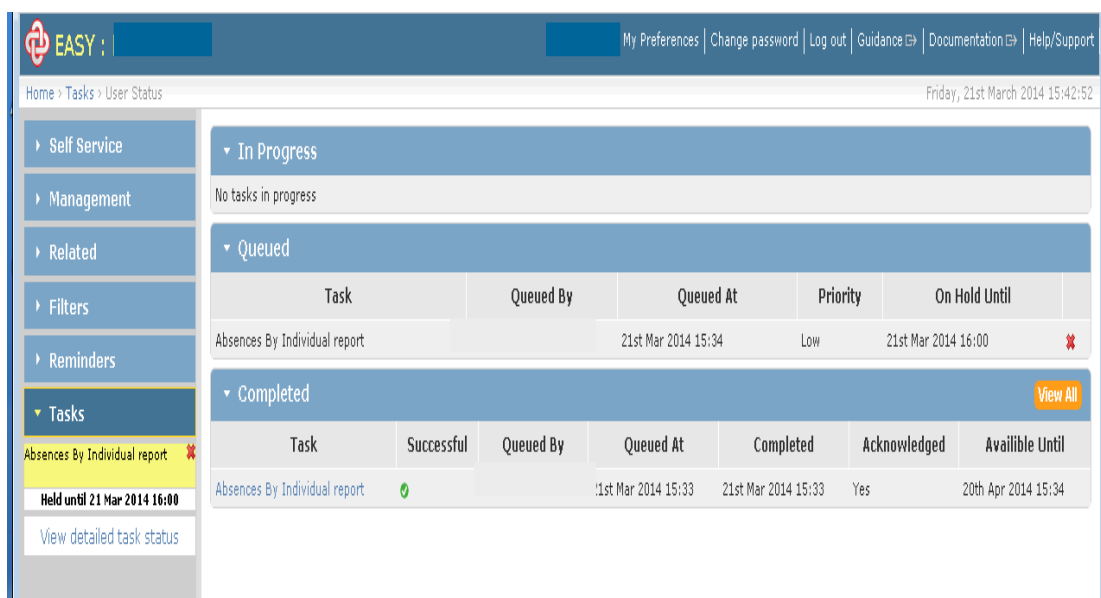 EASY :
My Preferences | Change password | Log out | Guidance | Documentation | Help/Support
Home › Tasks › User Status
Friday, 21st March 2014 15:42:52
Self Service
Management
Related
Filters
Reminders
Tasks
Absences By Individual report
Held until 21 Mar 2014 16:00
View detailed task status
In Progress
No tasks in progress
Queued
Task Queued By Queued At Priority On Hold Until
Absences By Individual report 21st Mar 2014 15:34 Low 21st Mar 2014 16:00
Completed View All
Task Successful Queued By Queued At Completed Acknowledged Availible Until
Absences By Individual report 21st Mar 2014 15:33 21st Mar 2014 15:33 Yes 20th Apr 2014 15:34